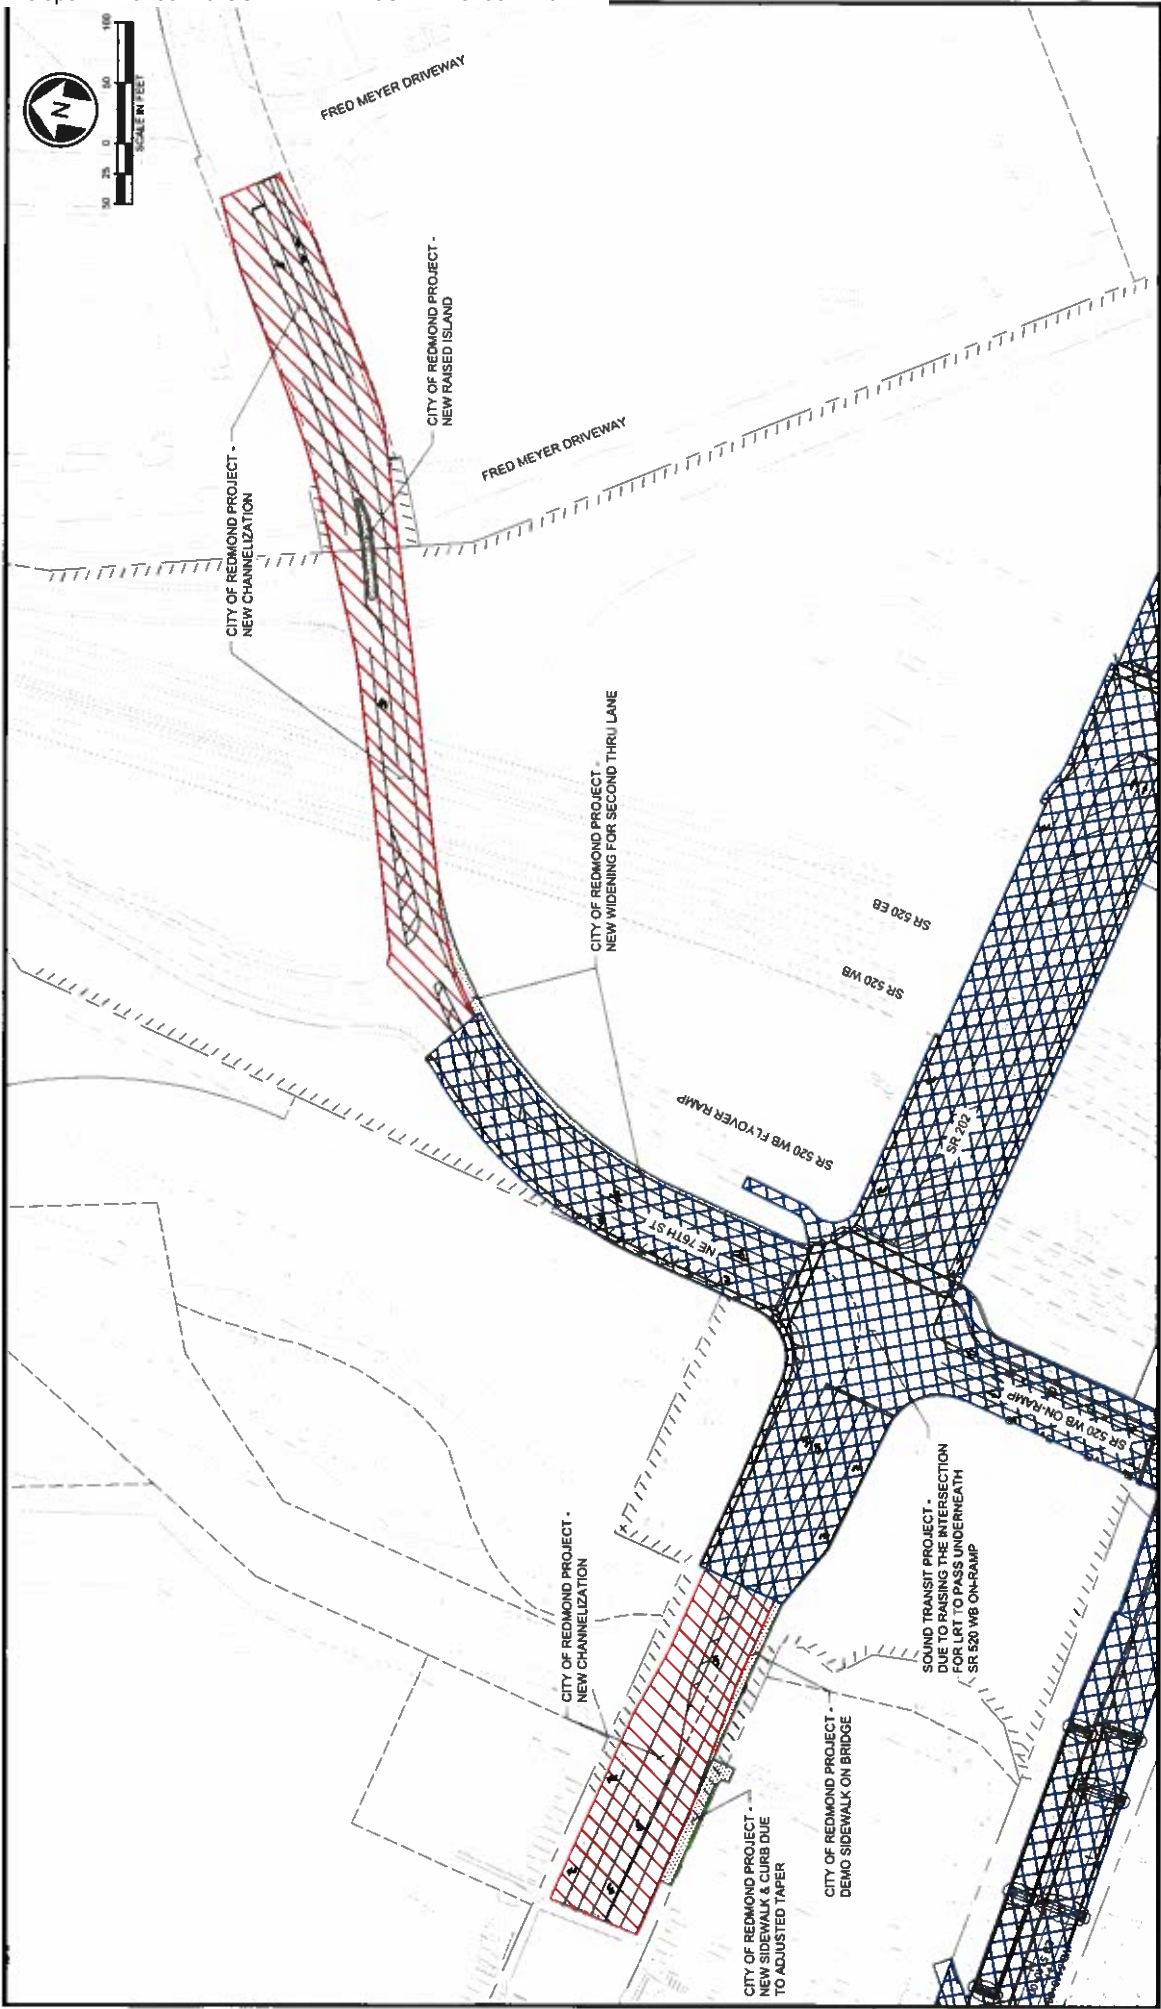 N
50 25 0 50 100
SCALE IN FEET
FRED MEYER DRIVEWAY
CITY OF REDMOND PROJECT -
NEW RAISED ISLAND
CITY OF REDMOND PROJECT -
NEW CHANNELIZATION
FRED MEYER DRIVEWAY
CITY OF REDMOND PROJECT -
NEW WIDENING FOR SECOND THRU LANE
SR 520 EB
SR 520 WB
SR 520 WB FLYOVER RAMP
SR 202
NE 76TH ST
SR 520 WB ON-RAMP
CITY OF REDMOND PROJECT -
NEW CHANNELIZATION
SOUND TRANSIT PROJECT -
DUE TO RAISING THE INTERSECTION
FOR LRT TO PASS UNDERNEATH
SR 520 WB ON-RAMP
CITY OF REDMOND PROJECT -
DEMO SIDEWALK ON BRIDGE
CITY OF REDMOND PROJECT -
NEW SIDEWALK & CURB DUE
TO ADJUSTED TAPER